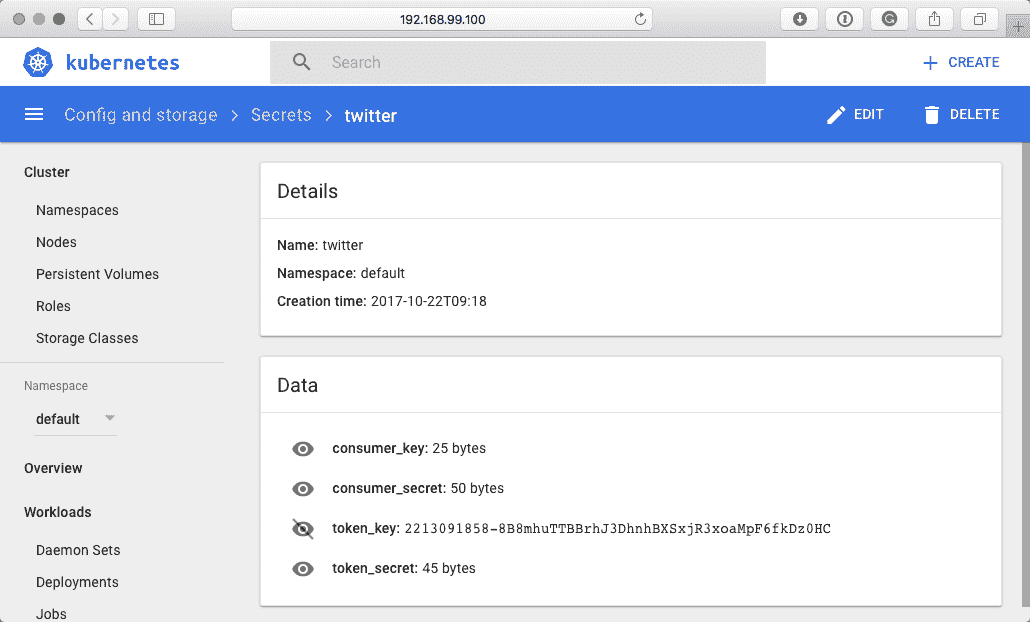 192.168.99.100
kubernetes
Search
CREATE
Config and storage > Secrets > twitter
EDIT
DELETE
Cluster
Namespaces
Nodes
Persistent Volumes
Roles
Storage Classes
Namespace
default
Overview
Workloads
Daemon Sets
Deployments
Jobs
Details
Name: twitter
Namespace: default
Creation time: 2017-10-22T09:18
Data
consumer_key: 25 bytes
consumer_secret: 50 bytes
token_key: 2213091858-8B8mhuTTBBrhJ3DhnhBXSxjR3xoaMpF6fkDz0HC
token_secret: 45 bytes